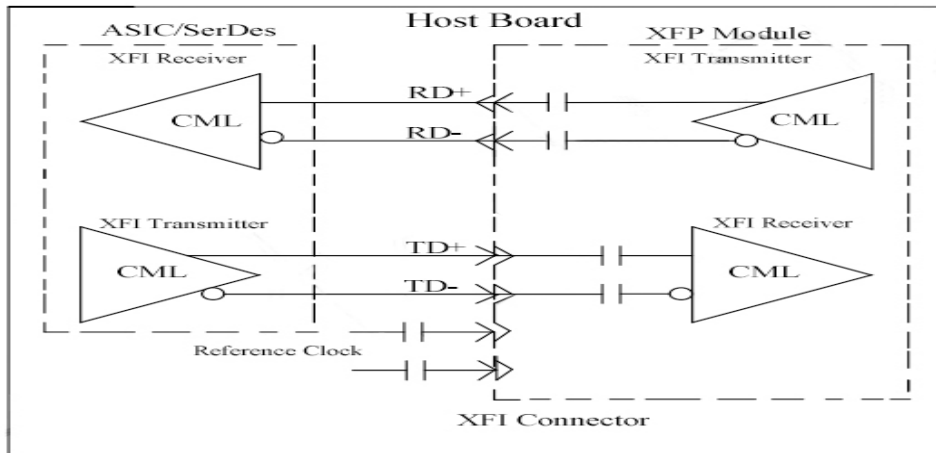 Host Board
ASIC/SerDes
XFP Module
XFI Receiver
XFI Transmitter
RD+
CML
CML
RD-
XFI Transmitter
XFI Receiver
TD+
CML
CML
TD-
Reference Clock
XFI Connector